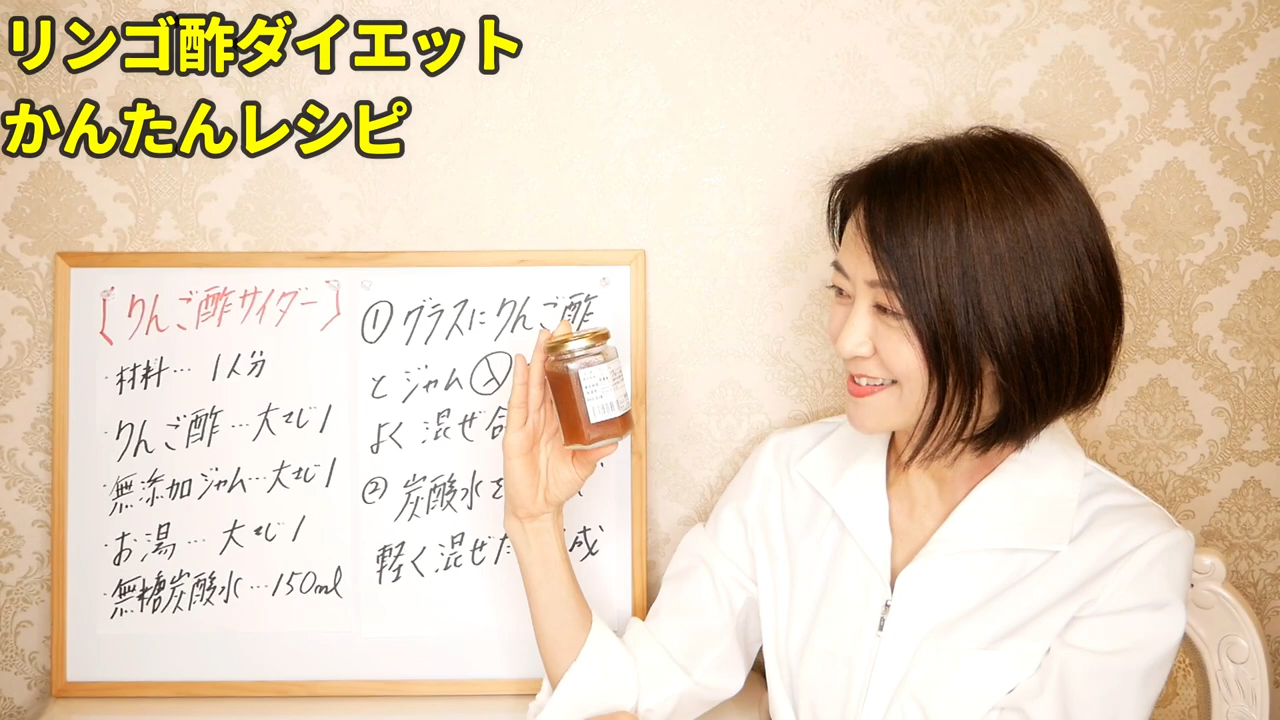 リンゴ酢ダイエット
かんたんレシピ
〔りんご酢サイダー〕
・材料… 1人分
・りんご酢…大さじ1
・無添加ジャム…大さじ1
・お湯… 大さじ1
・無糖炭酸水…150ml
① グラスにりんご酢
と ジャム
よく 混ぜ合
② 炭酸水を
軽く混ぜた 成